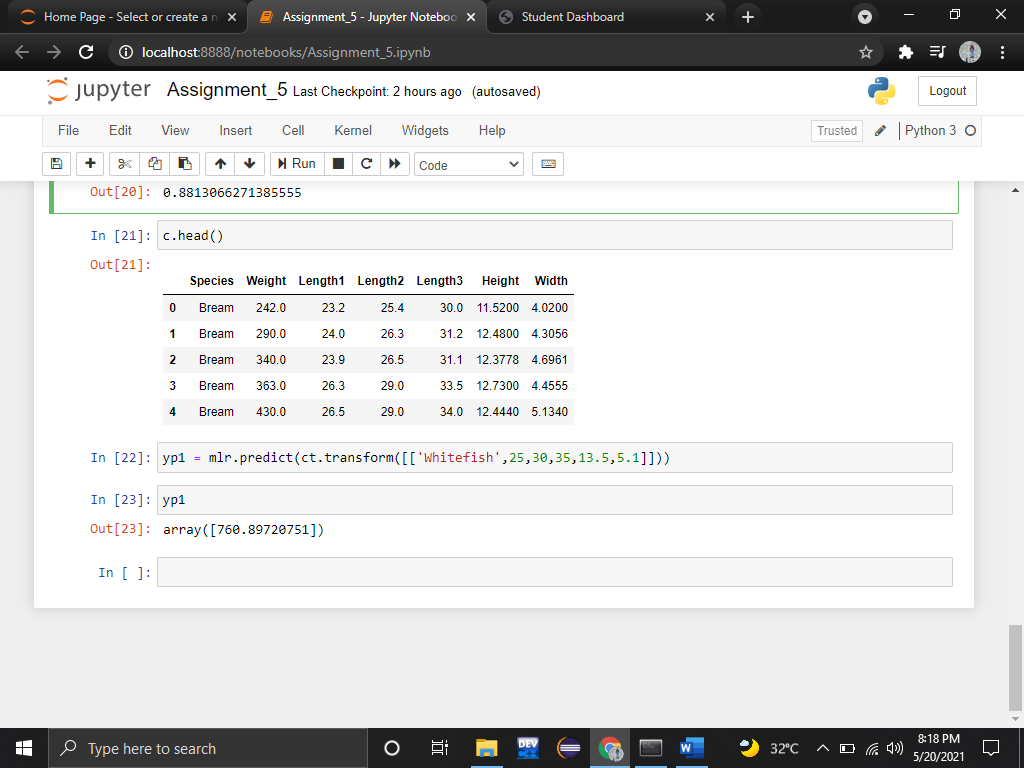 Home Page - Select or create a n
Assignment_5 - Jupyter Noteboo
Student Dashboard
localhost:8888/notebooks/Assignment_5.ipynb
jupyter Assignment_5 Last Checkpoint: 2 hours ago (autosaved) Logout
File Edit View Insert Cell Kernel Widgets Help Trusted Python 3
Run Code
Out[20]: 0.8813066271385555
In [21]: c.head()
Out[21]:
Species Weight Length1 Length2 Length3 Height Width
0 Bream 242.0 23.2 25.4 30.0 11.5200 4.0200
1 Bream 290.0 24.0 26.3 31.2 12.4800 4.3056
2 Bream 340.0 23.9 26.5 31.1 12.3778 4.6961
3 Bream 363.0 26.3 29.0 33.5 12.7300 4.4555
4 Bream 430.0 26.5 29.0 34.0 12.4440 5.1340
In [22]: yp1 = mlr.predict(ct.transform([['Whitefish',25,30,35,13.5,5.1]]))
In [23]: yp1
Out[23]: array([760.89720751])
In [ ]:
Type here to search
DEV
32°C
8:18 PM
5/20/2021